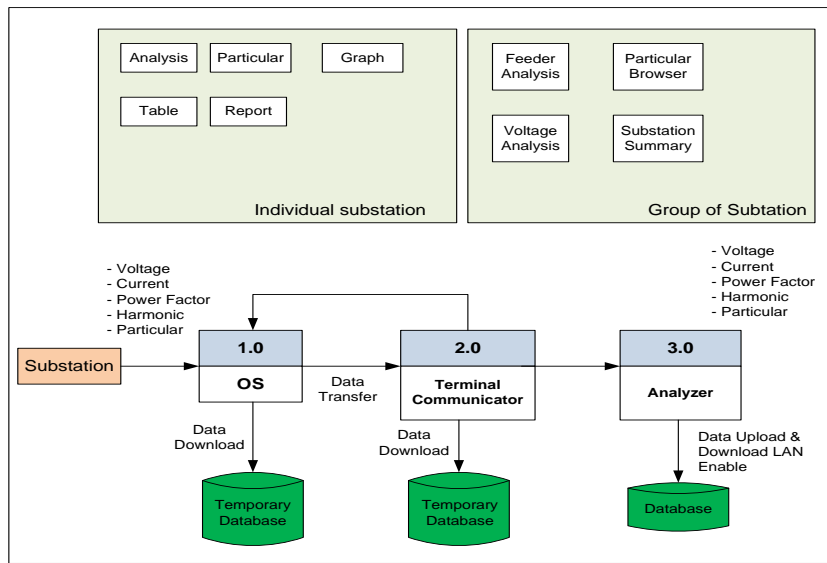 Analysis
Particular
Graph
Table
Report
Individual substation
Feeder
Analysis
Particular
Browser
Voltage
Analysis
Substation
Summary
Group of Subtation
- Voltage
- Current
- Power Factor
- Harmonic
- Particular
- Voltage
- Current
- Power Factor
- Harmonic
- Particular
Substation
1.0
OS
Data
Transfer
2.0
Terminal
Communicator
3.0
Analyzer
Data
Download
Data
Download
Data Upload &
Download LAN
Enable
Temporary
Database
Temporary
Database
Database